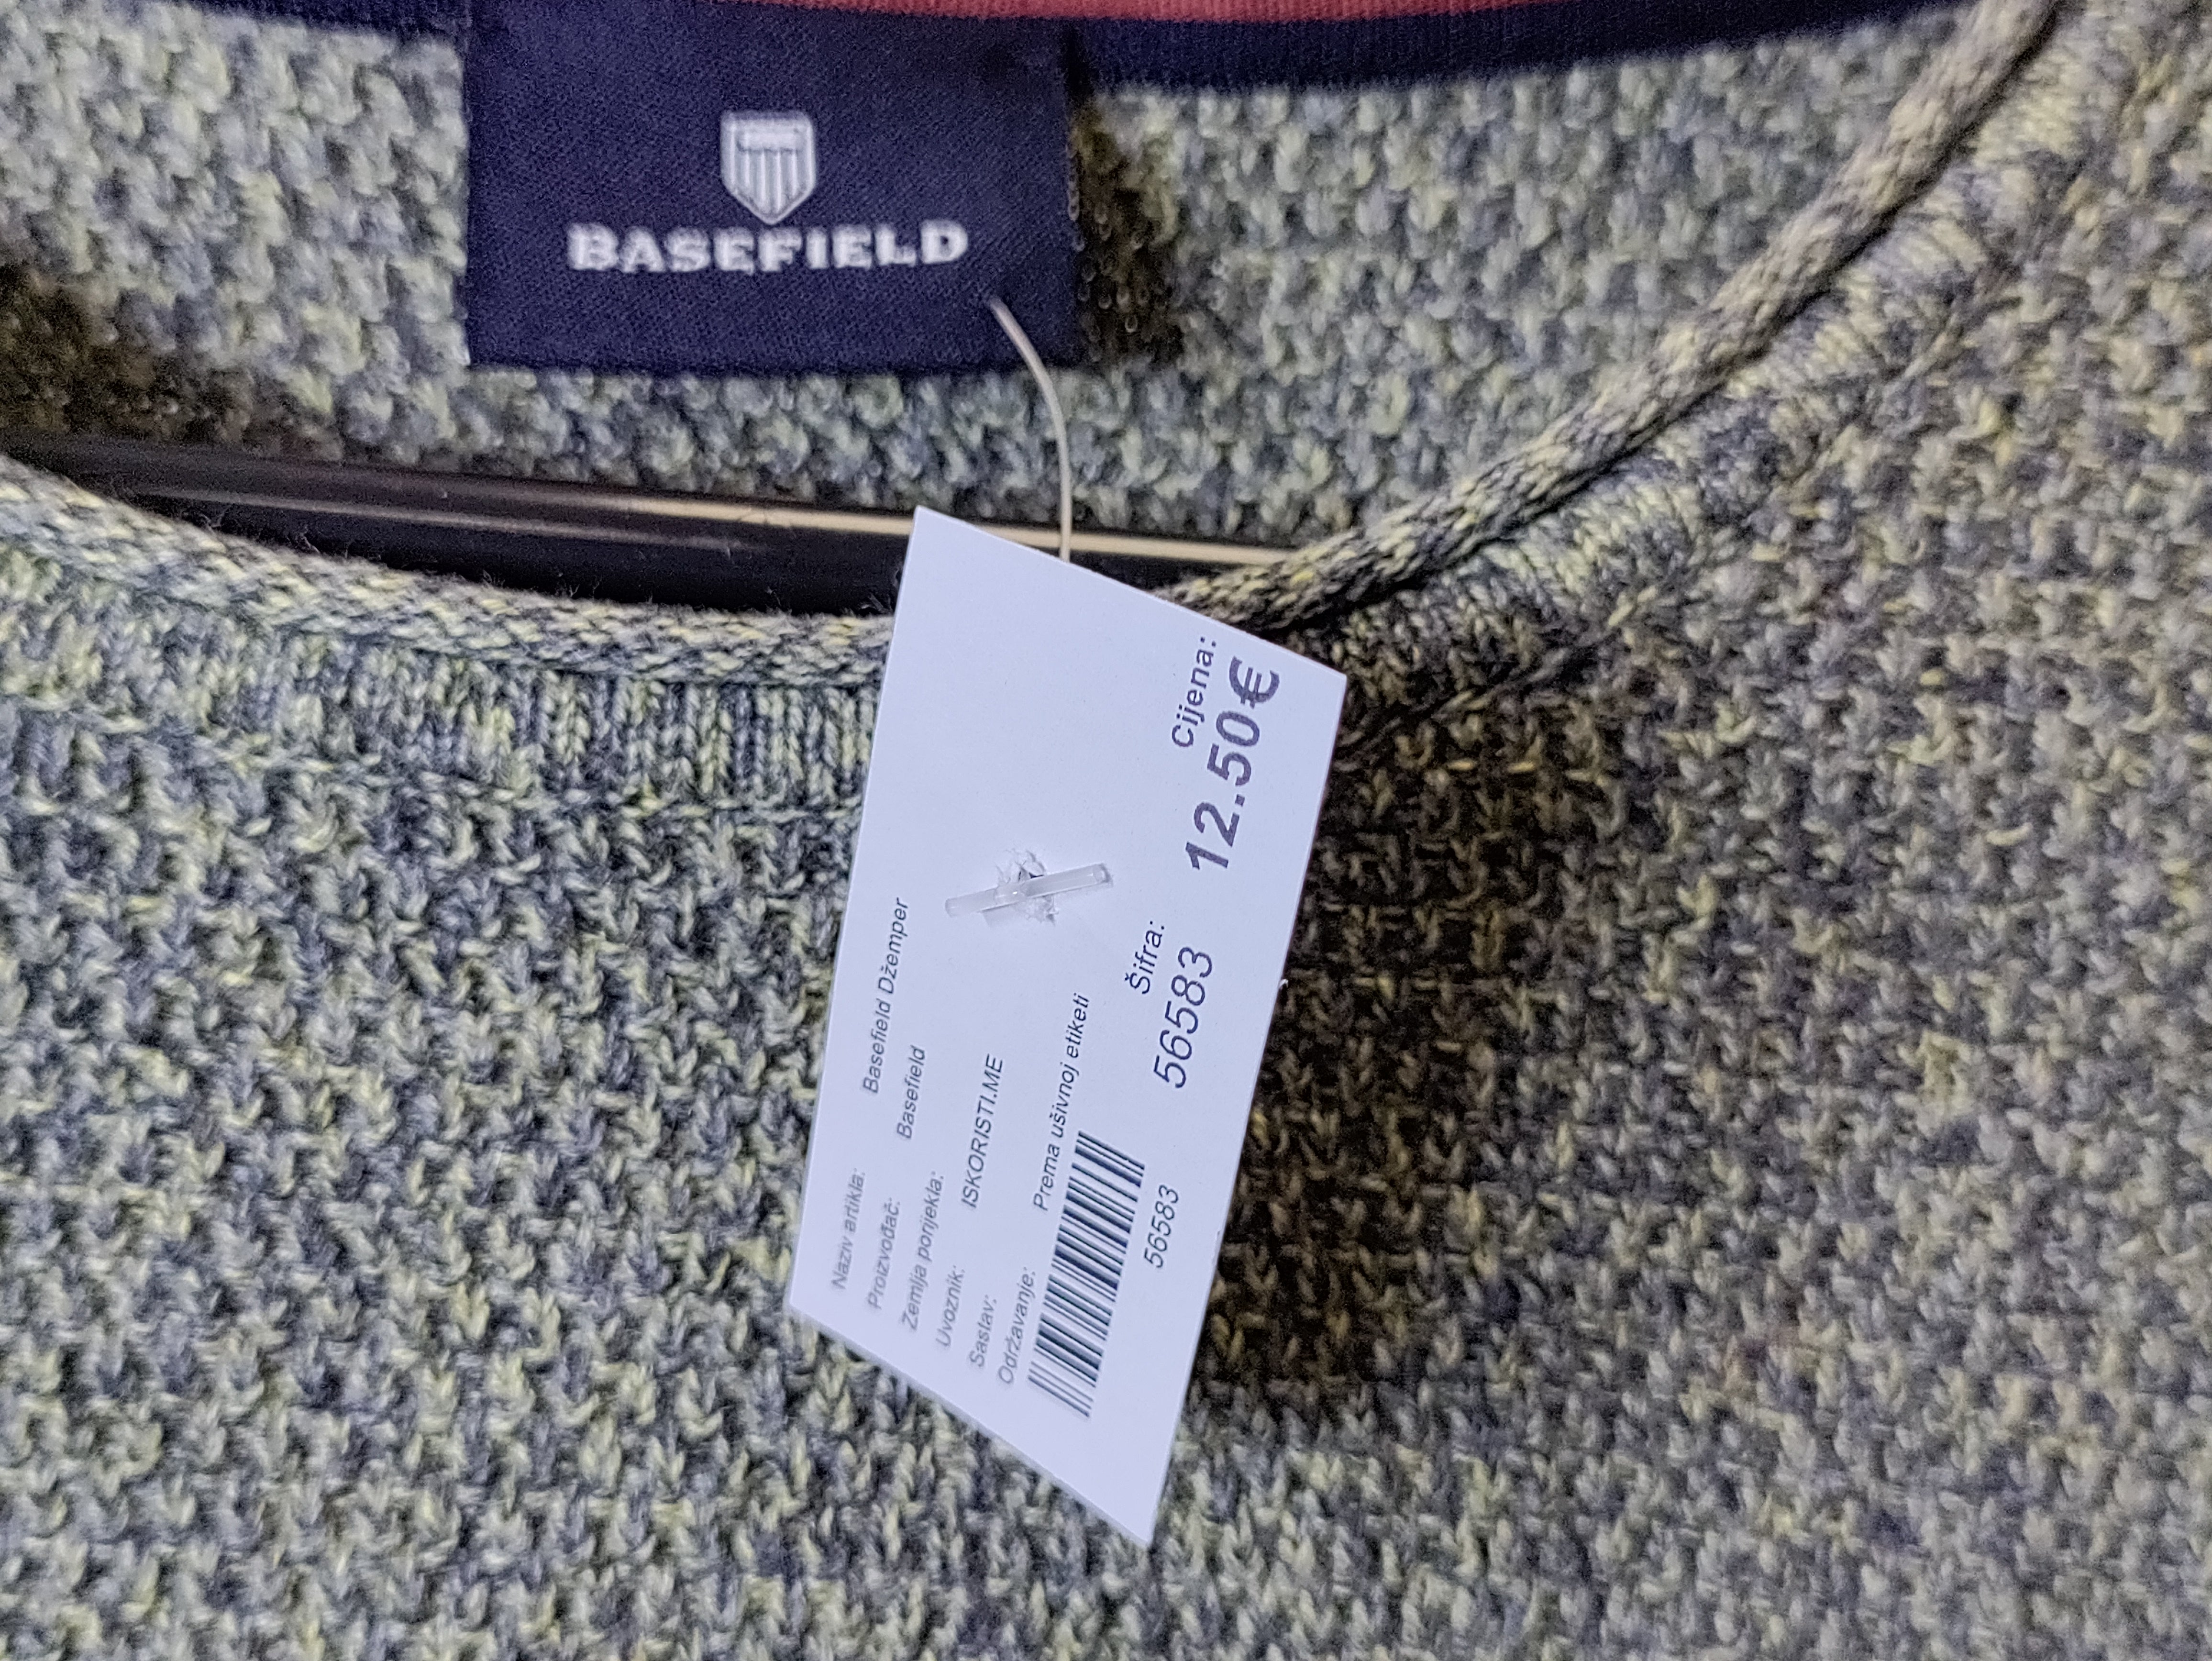 BASEFIELD
Naziv artikla: Basefield Džemper
Proizvođač: Basefield
Zemlja porijekla:
Uvoznik: ISKORISTI.ME
Sastav:
Održavanje: Prema ušivnoj etiketi
56583
Šifra:
56583
Cijena:
12.50€